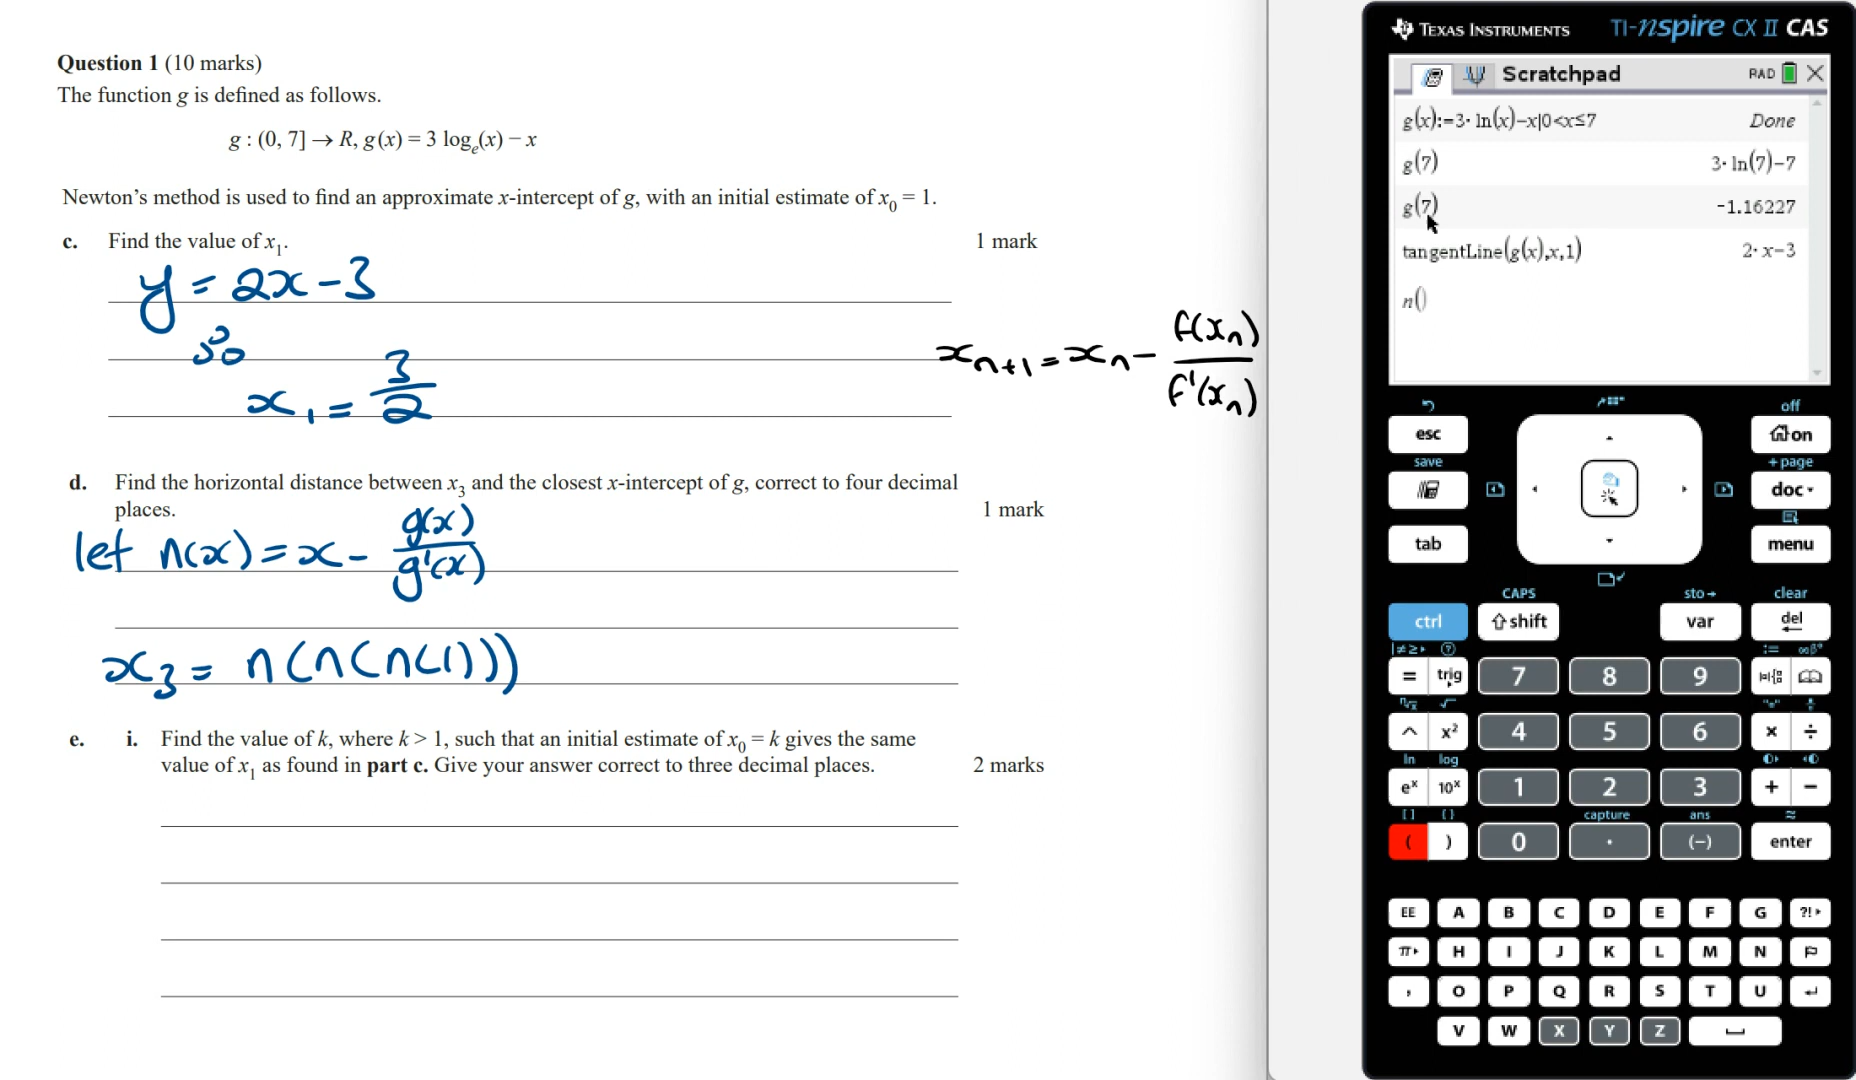 Question 1 (10 marks)
The function g is defined as follows.
g : (0, 7] → R, g(x) = 3 logₑ(x) − x
Newton’s method is used to find an approximate x-intercept of g, with an initial estimate of x₀ = 1.
c. Find the value of x₁. 1 mark
y = 2x − 3
so
x₁ = 3/2
xₙ₊₁ = xₙ − f(xₙ)/f'(xₙ)
d. Find the horizontal distance between x₃ and the closest x-intercept of g, correct to four decimal
places. 1 mark
let n(x) = x − g(x)/g'(x)
x₃ = n(n(n(1)))
e. i. Find the value of k, where k > 1, such that an initial estimate of x₀ = k gives the same
value of x₁ as found in part c. Give your answer correct to three decimal places. 2 marks
TEXAS INSTRUMENTS TI-nspire CX II CAS
Scratchpad RAD
g(x):=3· ln(x)−x|0<x≤7 Done
g(7) 3· ln(7)−7
g(7) -1.16227
tangentLine(g(x),x,1) 2· x−3
n()
off
esc on
save +page
doc
tab menu
CAPS sto→ clear
ctrl shift var del
|≠≥▸ ? := ∞β°
= trig 7 8 9
^ x² 4 5 6 × ÷
ln log
eˣ 10ˣ 1 2 3 + −
[ ] { } capture ans ≈
( ) 0 . (−) enter
EE A B C D E F G ?!▸
π▸ H I J K L M N
, O P Q R S T U
V W X Y Z